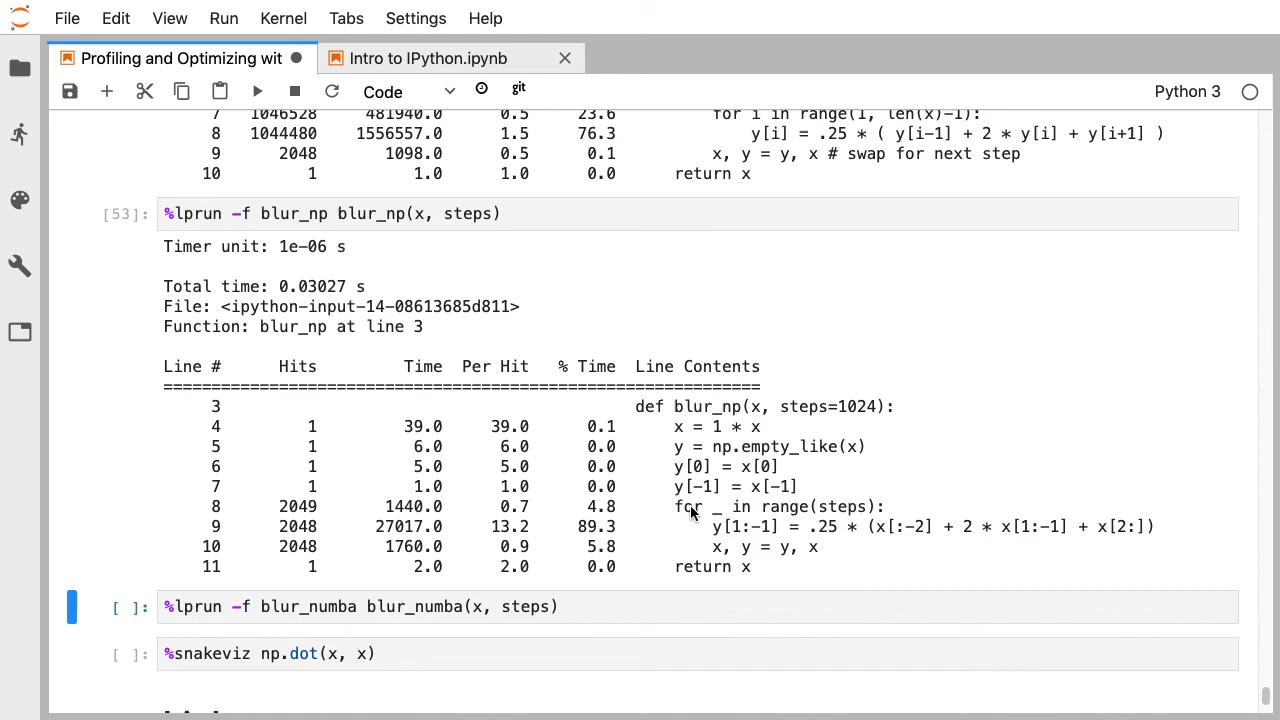 File Edit View Run Kernel Tabs Settings Help
Profiling and Optimizing wit Intro to IPython.ipynb
Code git Python 3
7 1046528 481940.0 0.5 23.6 for i in range(1, len(x)-1):
8 1044480 1556557.0 1.5 76.3 y[i] = .25 * ( y[i-1] + 2 * y[i] + y[i+1] )
9 2048 1098.0 0.5 0.1 x, y = y, x # swap for next step
10 1 1.0 1.0 0.0 return x
[53]: %lprun -f blur_np blur_np(x, steps)
Timer unit: 1e-06 s
Total time: 0.03027 s
File: <ipython-input-14-08613685d811>
Function: blur_np at line 3
Line # Hits Time Per Hit % Time Line Contents
==============================================================
3 def blur_np(x, steps=1024):
4 1 39.0 39.0 0.1 x = 1 * x
5 1 6.0 6.0 0.0 y = np.empty_like(x)
6 1 5.0 5.0 0.0 y[0] = x[0]
7 1 1.0 1.0 0.0 y[-1] = x[-1]
8 2049 1440.0 0.7 4.8 for _ in range(steps):
9 2048 27017.0 13.2 89.3 y[1:-1] = .25 * (x[:-2] + 2 * x[1:-1] + x[2:])
10 2048 1760.0 0.9 5.8 x, y = y, x
11 1 2.0 2.0 0.0 return x
[ ]: %lprun -f blur_numba blur_numba(x, steps)
[ ]: %snakeviz np.dot(x, x)